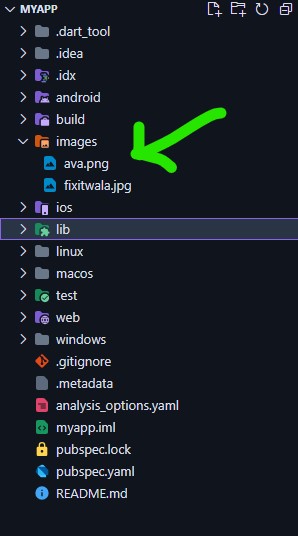 MYAPP
.dart_tool
.idea
.idx
android
build
images
ava.png
fixitwala.jpg
ios
lib
linux
macos
test
web
windows
.gitignore
.metadata
analysis_options.yaml
myapp.iml
pubspec.lock
pubspec.yaml
README.md